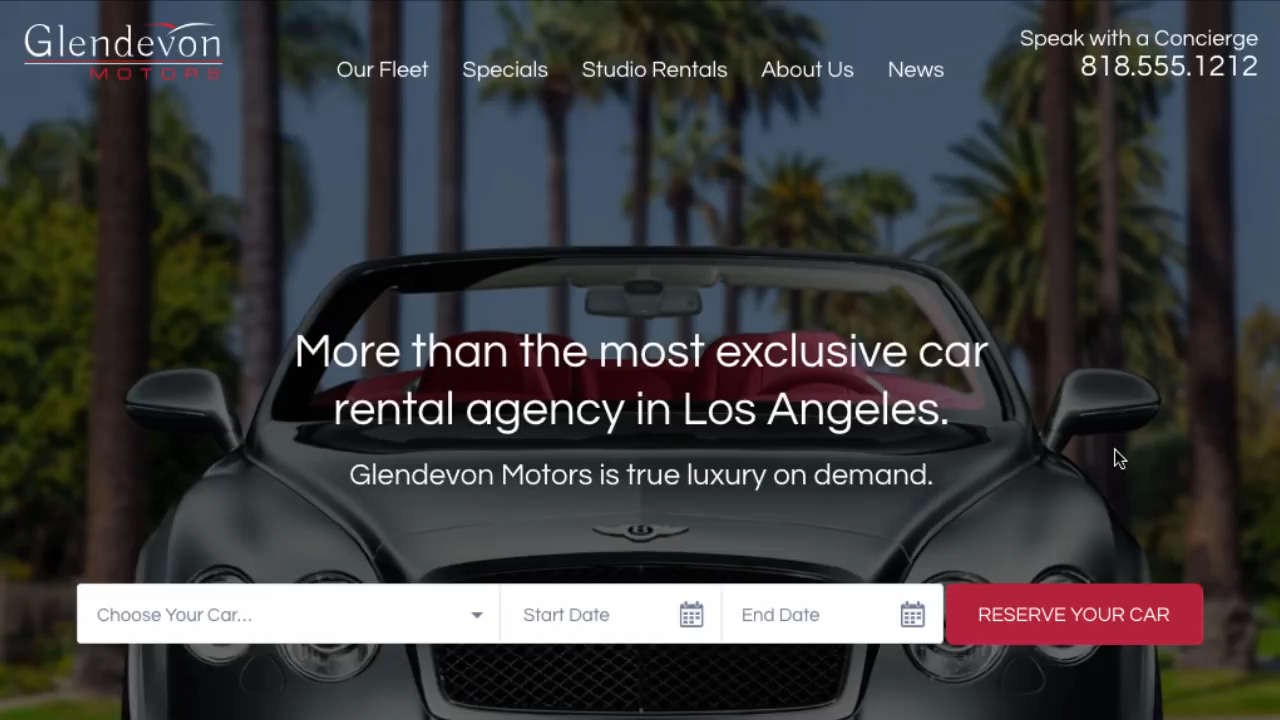 Glendevon
MOTORS
Our Fleet
Specials
Studio Rentals
About Us
News
Speak with a Concierge
818.555.1212
More than the most exclusive car
rental agency in Los Angeles.
Glendevon Motors is true luxury on demand.
Choose Your Car...
Start Date
End Date
RESERVE YOUR CAR